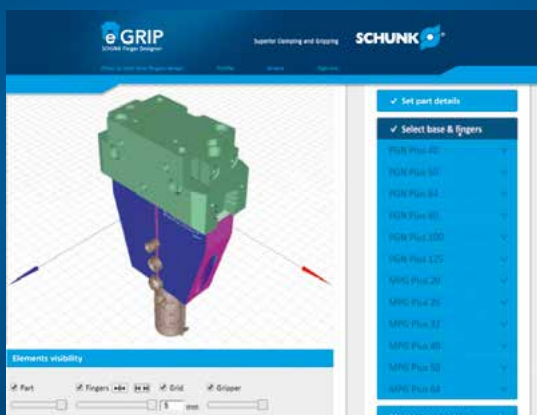 eGRIP
SCHUNK Finger Designer
Superior Clamping and Gripping
SCHUNK
✓ Set part details
✓ Select base & fingers
PGN Plus 40
PGN Plus 50
PGN Plus 64
PGN Plus 80
PGN Plus 100
PGN Plus 125
MPG Plus 20
MPG Plus 25
MPG Plus 32
MPG Plus 40
MPG Plus 50
MPG Plus 64
Elements visibility
Part
Fingers
Grid
Gripper
5 mm